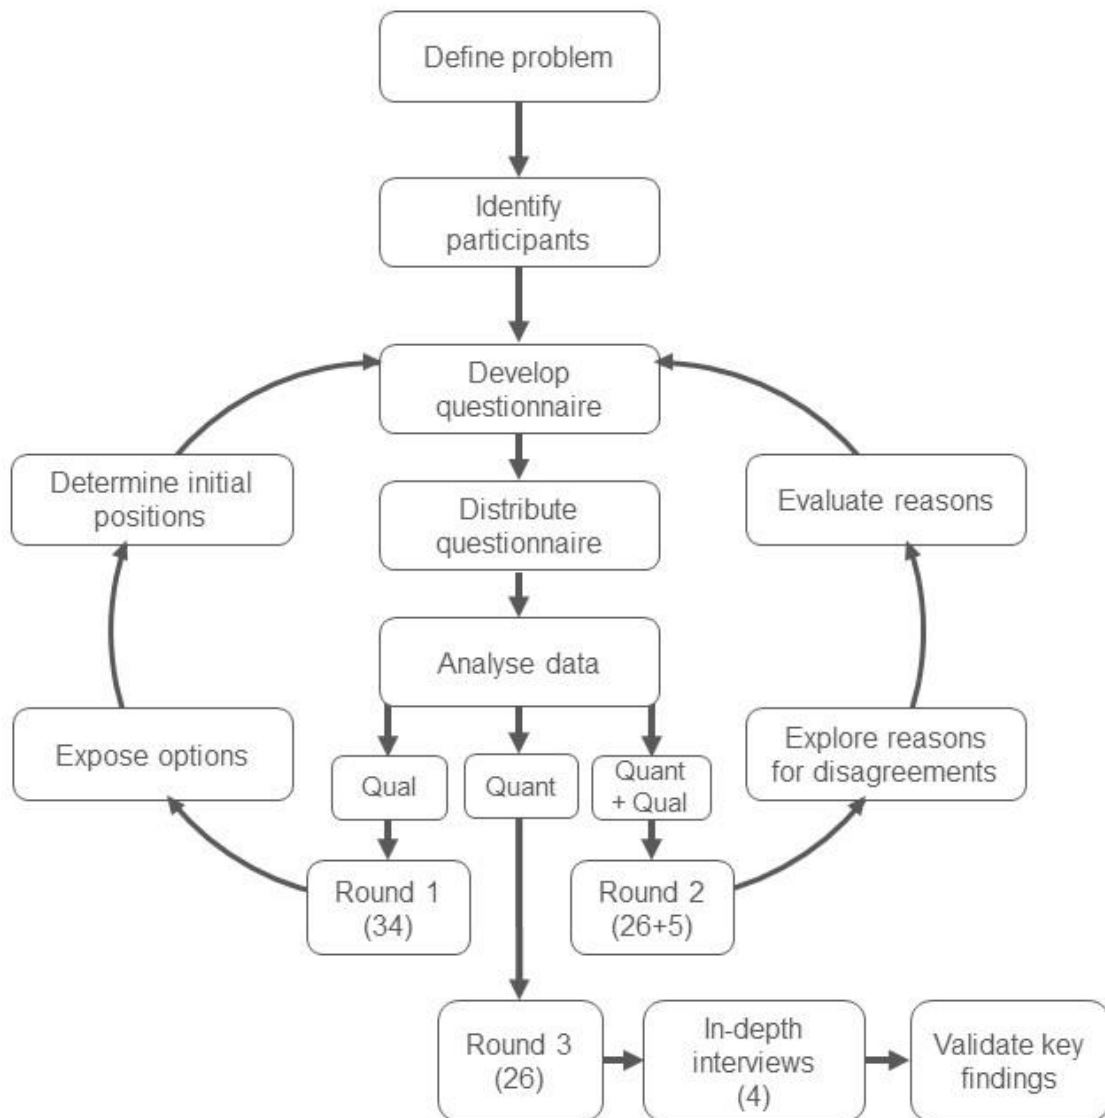 Define problem
Identify
participants
Develop
questionnaire
Determine initial
positions
Distribute
questionnaire
Evaluate reasons
Analyse data
Expose options
Qual
Quant
Quant
+ Qual
Explore reasons
for disagreements
Round 1
(34)
Round 2
(26+5)
Round 3
(26)
In-depth
interviews
(4)
Validate key
findings